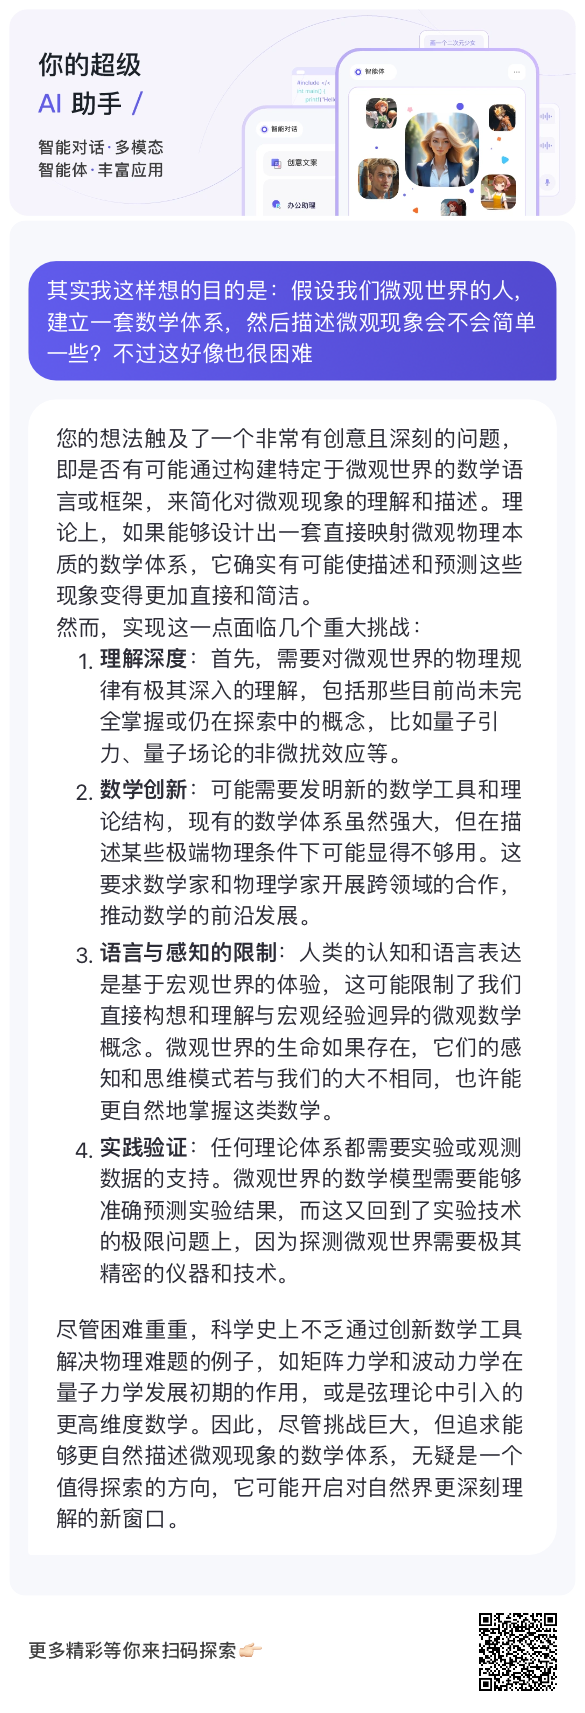 你的超级
AI 助手 /
智能对话·多模态
智能体·丰富应用
画一个二次元少女
#include </>
智能体
智能对话
创意文案
办公助理
其实我这样想的目的是：假设我们微观世界的人，
建立一套数学体系，然后描述微观现象会不会简单
一些？不过这好像也很困难
您的想法触及了一个非常有创意且深刻的问题，
即是否有可能通过构建特定于微观世界的数学语
言或框架，来简化对微观现象的理解和描述。理
论上，如果能够设计出一套直接映射微观物理本
质的数学体系，它确实有可能使描述和预测这些
现象变得更加直接和简洁。
然而，实现这一点面临几个重大挑战：
1. 理解深度：首先，需要对微观世界的物理规
律有极其深入的理解，包括那些目前尚未完
全掌握或仍在探索中的概念，比如量子引
力、量子场论的非微扰效应等。
2. 数学创新：可能需要发明新的数学工具和理
论结构，现有的数学体系虽然强大，但在描
述某些极端物理条件下可能显得不够用。这
要求数学家和物理学家开展跨领域的合作，
推动数学的前沿发展。
3. 语言与感知的限制：人类的认知和语言表达
是基于宏观世界的体验，这可能限制了我们
直接构想和理解与宏观经验迥异的微观数学
概念。微观世界的生命如果存在，它们的感
知和思维模式若与我们的大不相同，也许能
更自然地掌握这类数学。
4. 实践验证：任何理论体系都需要实验或观测
数据的支持。微观世界的数学模型需要能够
准确预测实验结果，而这又回到了实验技术
的极限问题上，因为探测微观世界需要极其
精密的仪器和技术。
尽管困难重重，科学史上不乏通过创新数学工具
解决物理难题的例子，如矩阵力学和波动力学在
量子力学发展初期的作用，或是弦理论中引入的
更高维度数学。因此，尽管挑战巨大，但追求能
够更自然描述微观现象的数学体系，无疑是一个
值得探索的方向，它可能开启对自然界更深刻理
解的新窗口。
更多精彩等你来扫码探索👉🏻